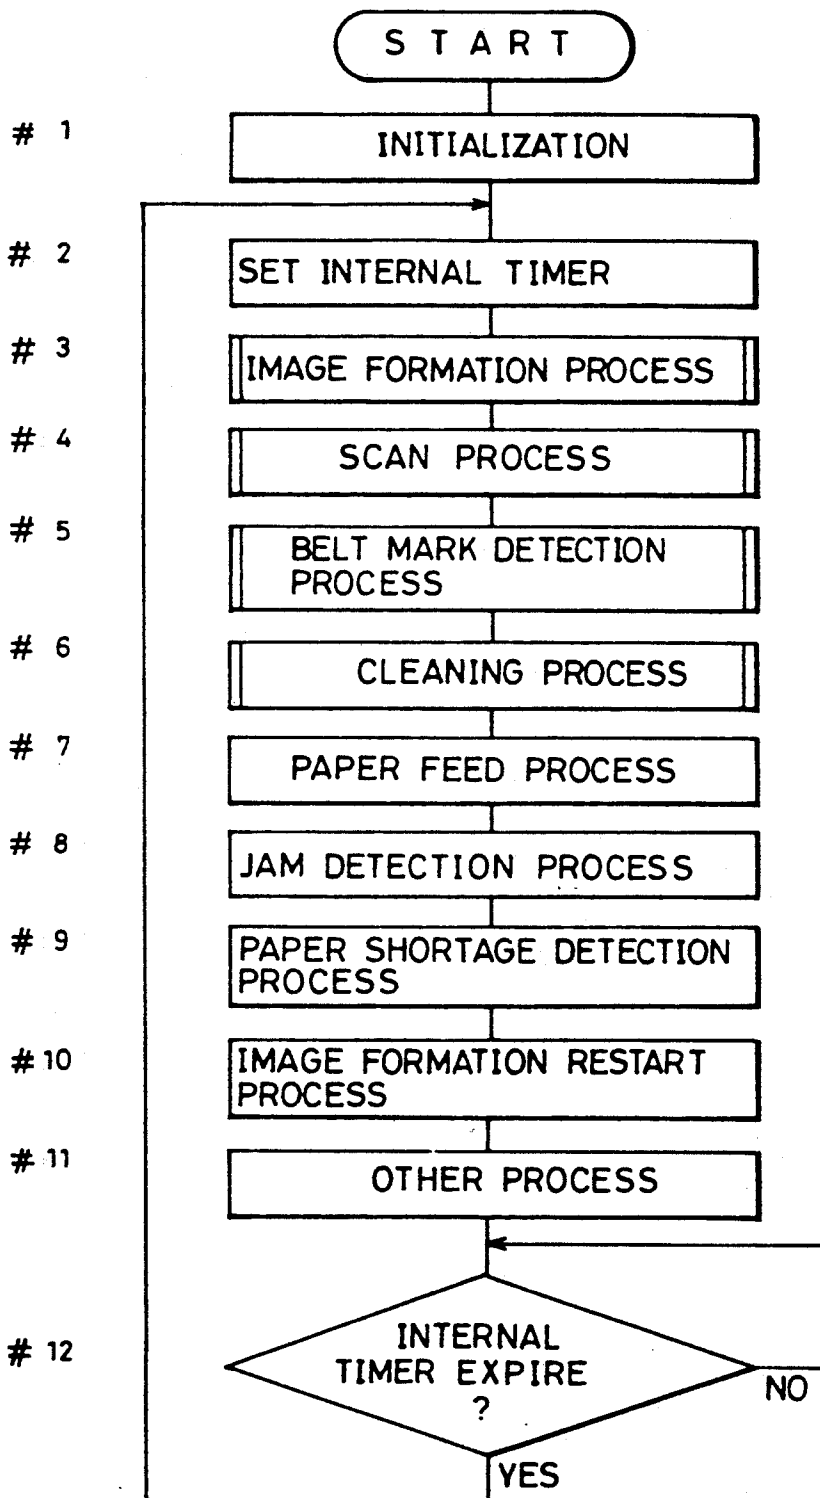 START
# 1
INITIALIZATION
# 2
SET INTERNAL TIMER
# 3
IMAGE FORMATION PROCESS
# 4
SCAN PROCESS
# 5
BELT MARK DETECTION
PROCESS
# 6
CLEANING PROCESS
# 7
PAPER FEED PROCESS
# 8
JAM DETECTION PROCESS
# 9
PAPER SHORTAGE DETECTION
PROCESS
# 10
IMAGE FORMATION RESTART
PROCESS
# 11
OTHER PROCESS
# 12
INTERNAL
TIMER EXPIRE
?
NO
YES